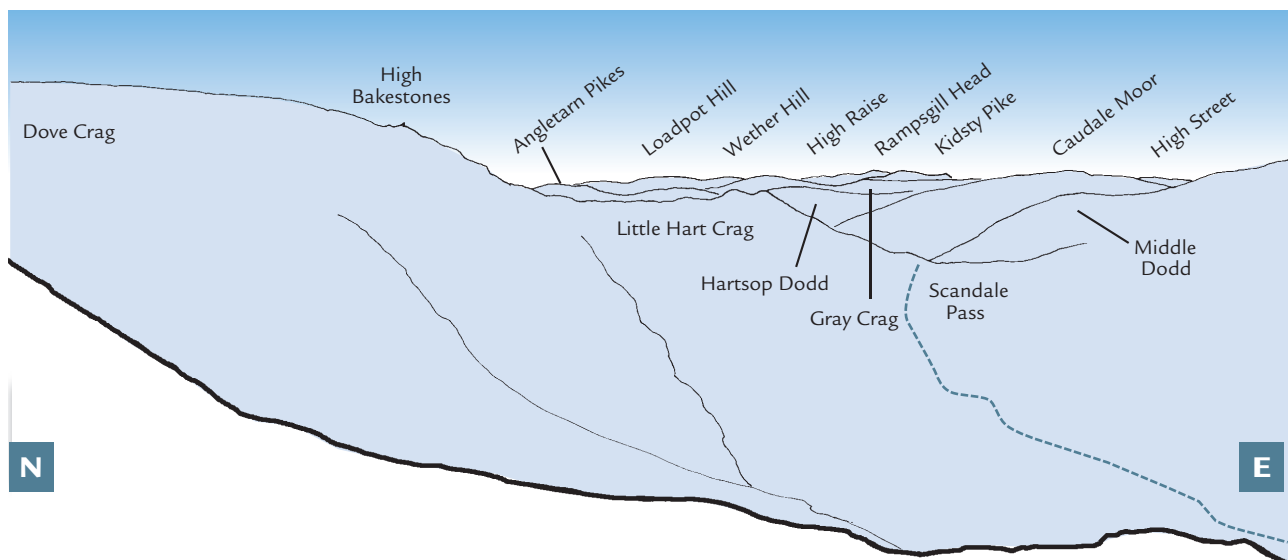 Dove Crag
High
Bakestones
Angletarn Pikes
Loadpot Hill
Wether Hill
High Raise
Rampsgill Head
Kidsty Pike
Caudale Moor
High Street
Little Hart Crag
Hartsop Dodd
Gray Crag
Scandale
Pass
Middle
Dodd
N
E